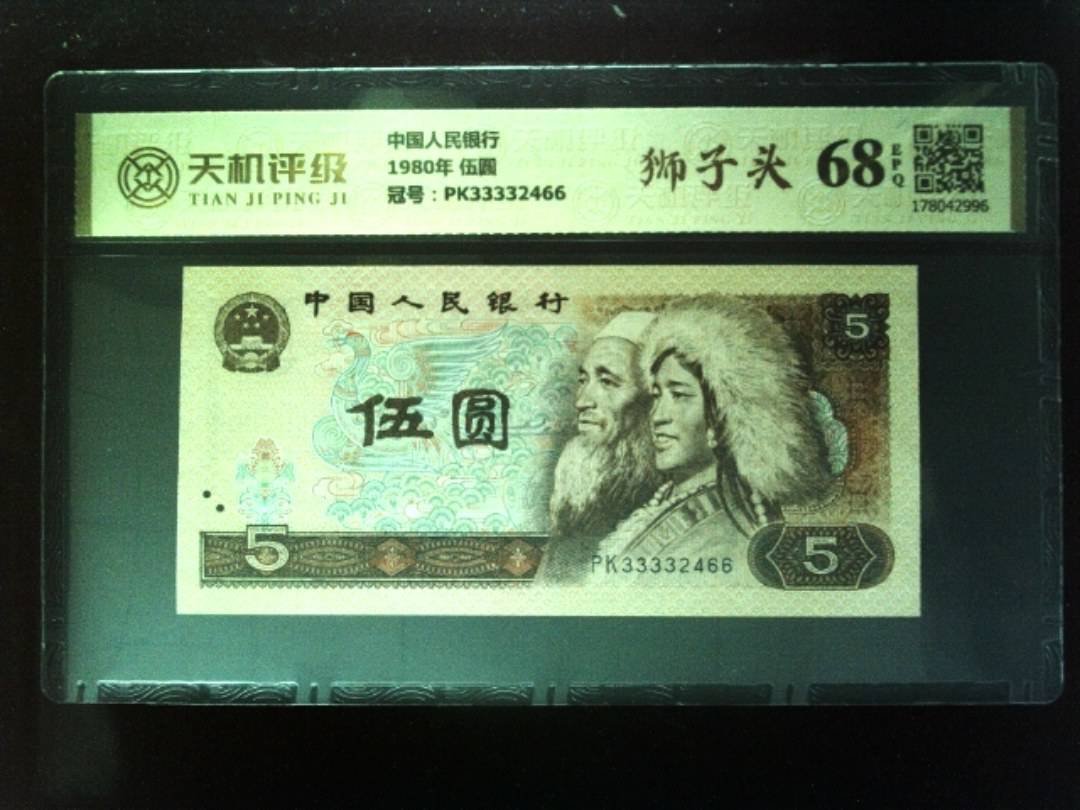 天机评级
TIAN JI PING JI
中国人民银行
1980年 伍圆
冠号：PK33332466
狮子头
68
EPQ
178042996
中国人民银行
5
伍圆
5
PK33332466
5